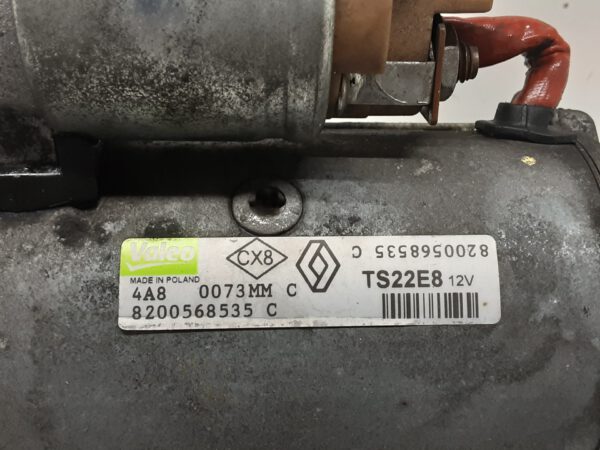 Valeo
MADE IN POLAND
CX8
8200568535 C
TS22E8 12V
4A8 0073MM C
8200568535 C